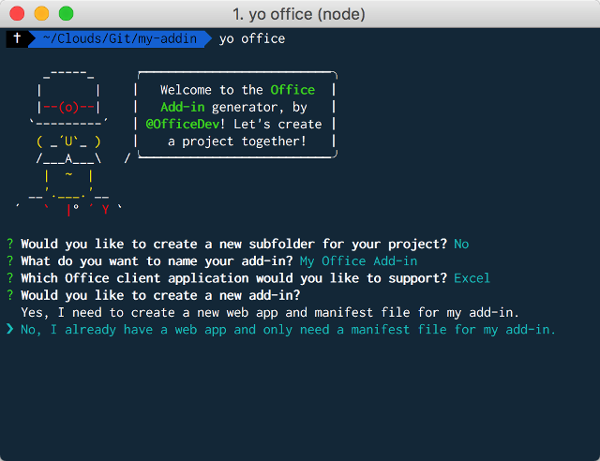 1. yo office (node)
✝ ~/Clouds/Git/my-addin yo office
Welcome to the Office
Add-in generator, by
@OfficeDev! Let's create
a project together!
? Would you like to create a new subfolder for your project? No
? What do you want to name your add-in? My Office Add-in
? Which Office client application would you like to support? Excel
? Would you like to create a new add-in?
Yes, I need to create a new web app and manifest file for my add-in.
❯ No, I already have a web app and only need a manifest file for my add-in.